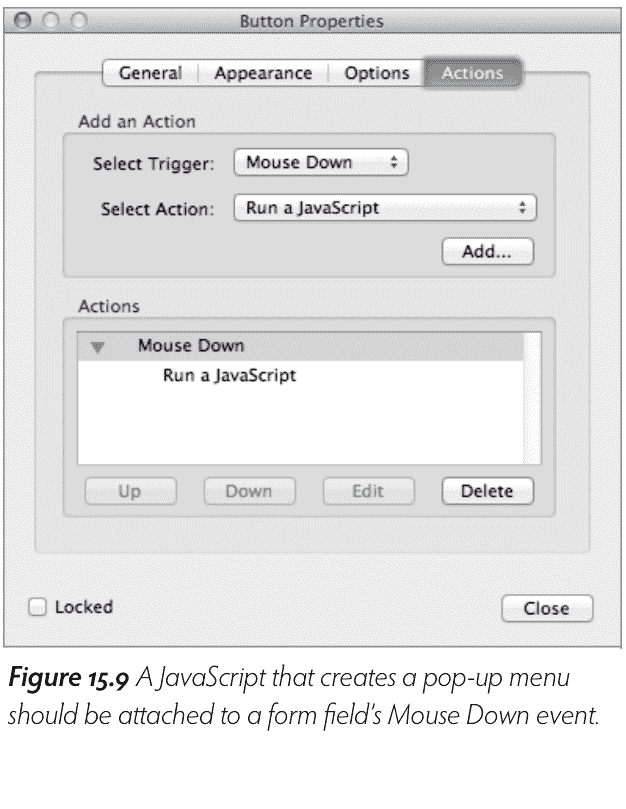 Button Properties
General Appearance Options Actions
Add an Action
Select Trigger: Mouse Down
Select Action: Run a JavaScript
Add...
Actions
Mouse Down
Run a JavaScript
Up Down Edit Delete
Locked Close
Figure 15.9 A JavaScript that creates a pop-up menu
should be attached to a form field's Mouse Down event.